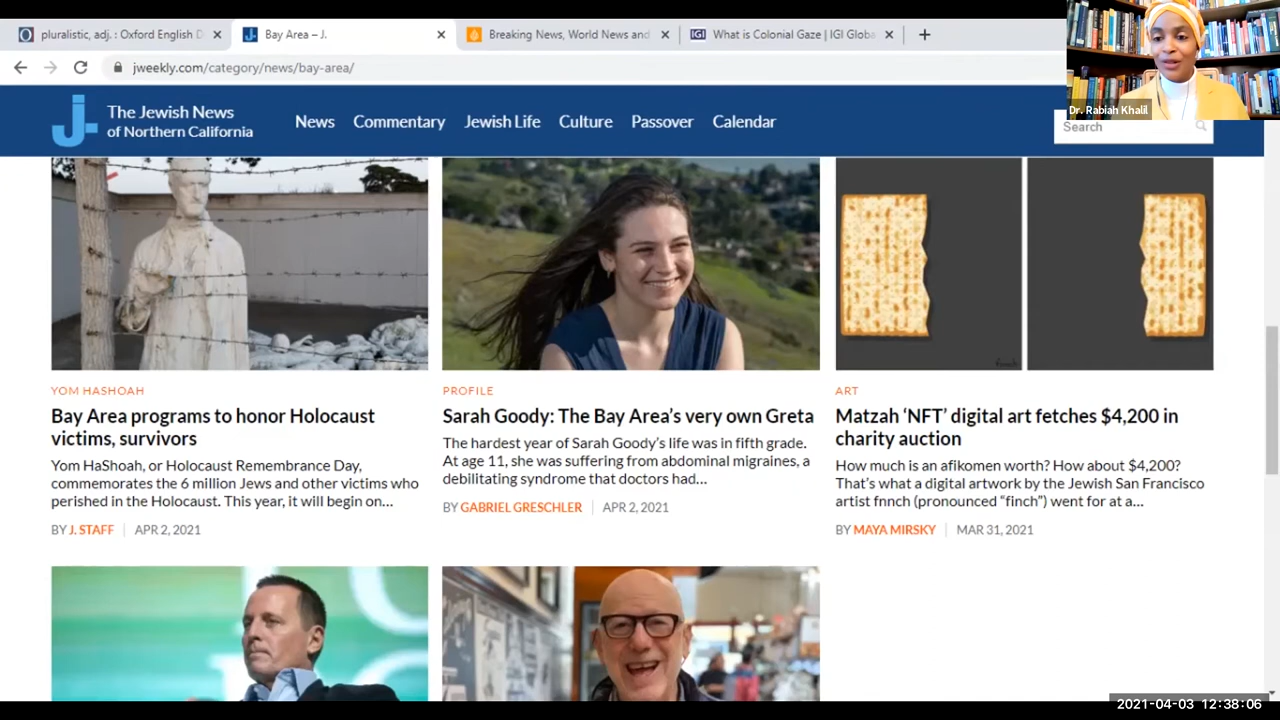 pluralistic, adj. : Oxford English D
Bay Area – J.
Breaking News, World News and
IGI
What is Colonial Gaze | IGI Globa
jweekly.com/category/news/bay-area/
Dr. Rabiah Khalil
J-
The Jewish News
of Northern California
News
Commentary
Jewish Life
Culture
Passover
Calendar
Search
YOM HASHOAH
Bay Area programs to honor Holocaust
victims, survivors
Yom HaShoah, or Holocaust Remembrance Day,
commemorates the 6 million Jews and other victims who
perished in the Holocaust. This year, it will begin on...
BY J. STAFF | APR 2, 2021
PROFILE
Sarah Goody: The Bay Area's very own Greta
The hardest year of Sarah Goody's life was in fifth grade.
At age 11, she was suffering from abdominal migraines, a
debilitating syndrome that doctors had...
BY GABRIEL GRESCHLER | APR 2, 2021
ART
Matzah ‘NFT’ digital art fetches $4,200 in
charity auction
How much is an afikomen worth? How about $4,200?
That's what a digital artwork by the Jewish San Francisco
artist fnnch (pronounced “finch”) went for at a...
BY MAYA MIRSKY | MAR 31, 2021
2021-04-03 12:38:06